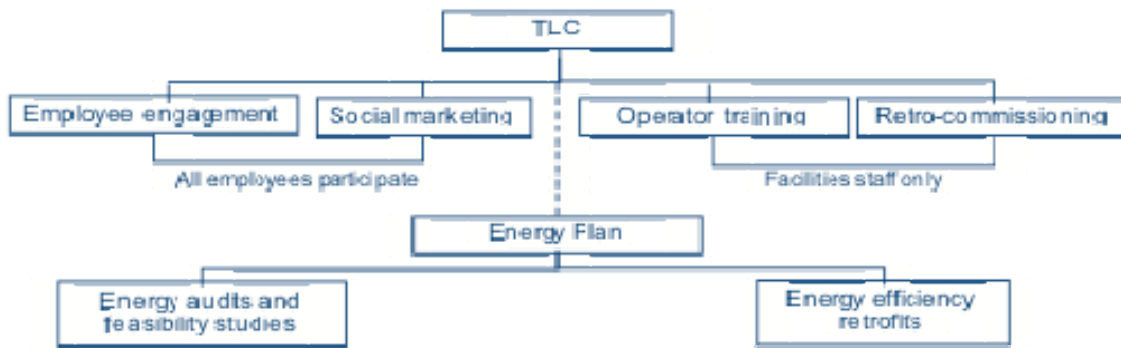 TLC
Employee engagement
Social marketing
Operator training
Retro-commissioning
All employees participate
Facilities staff only
Energy Plan
Energy audits and
feasibility studies
Energy efficiency
retrofits